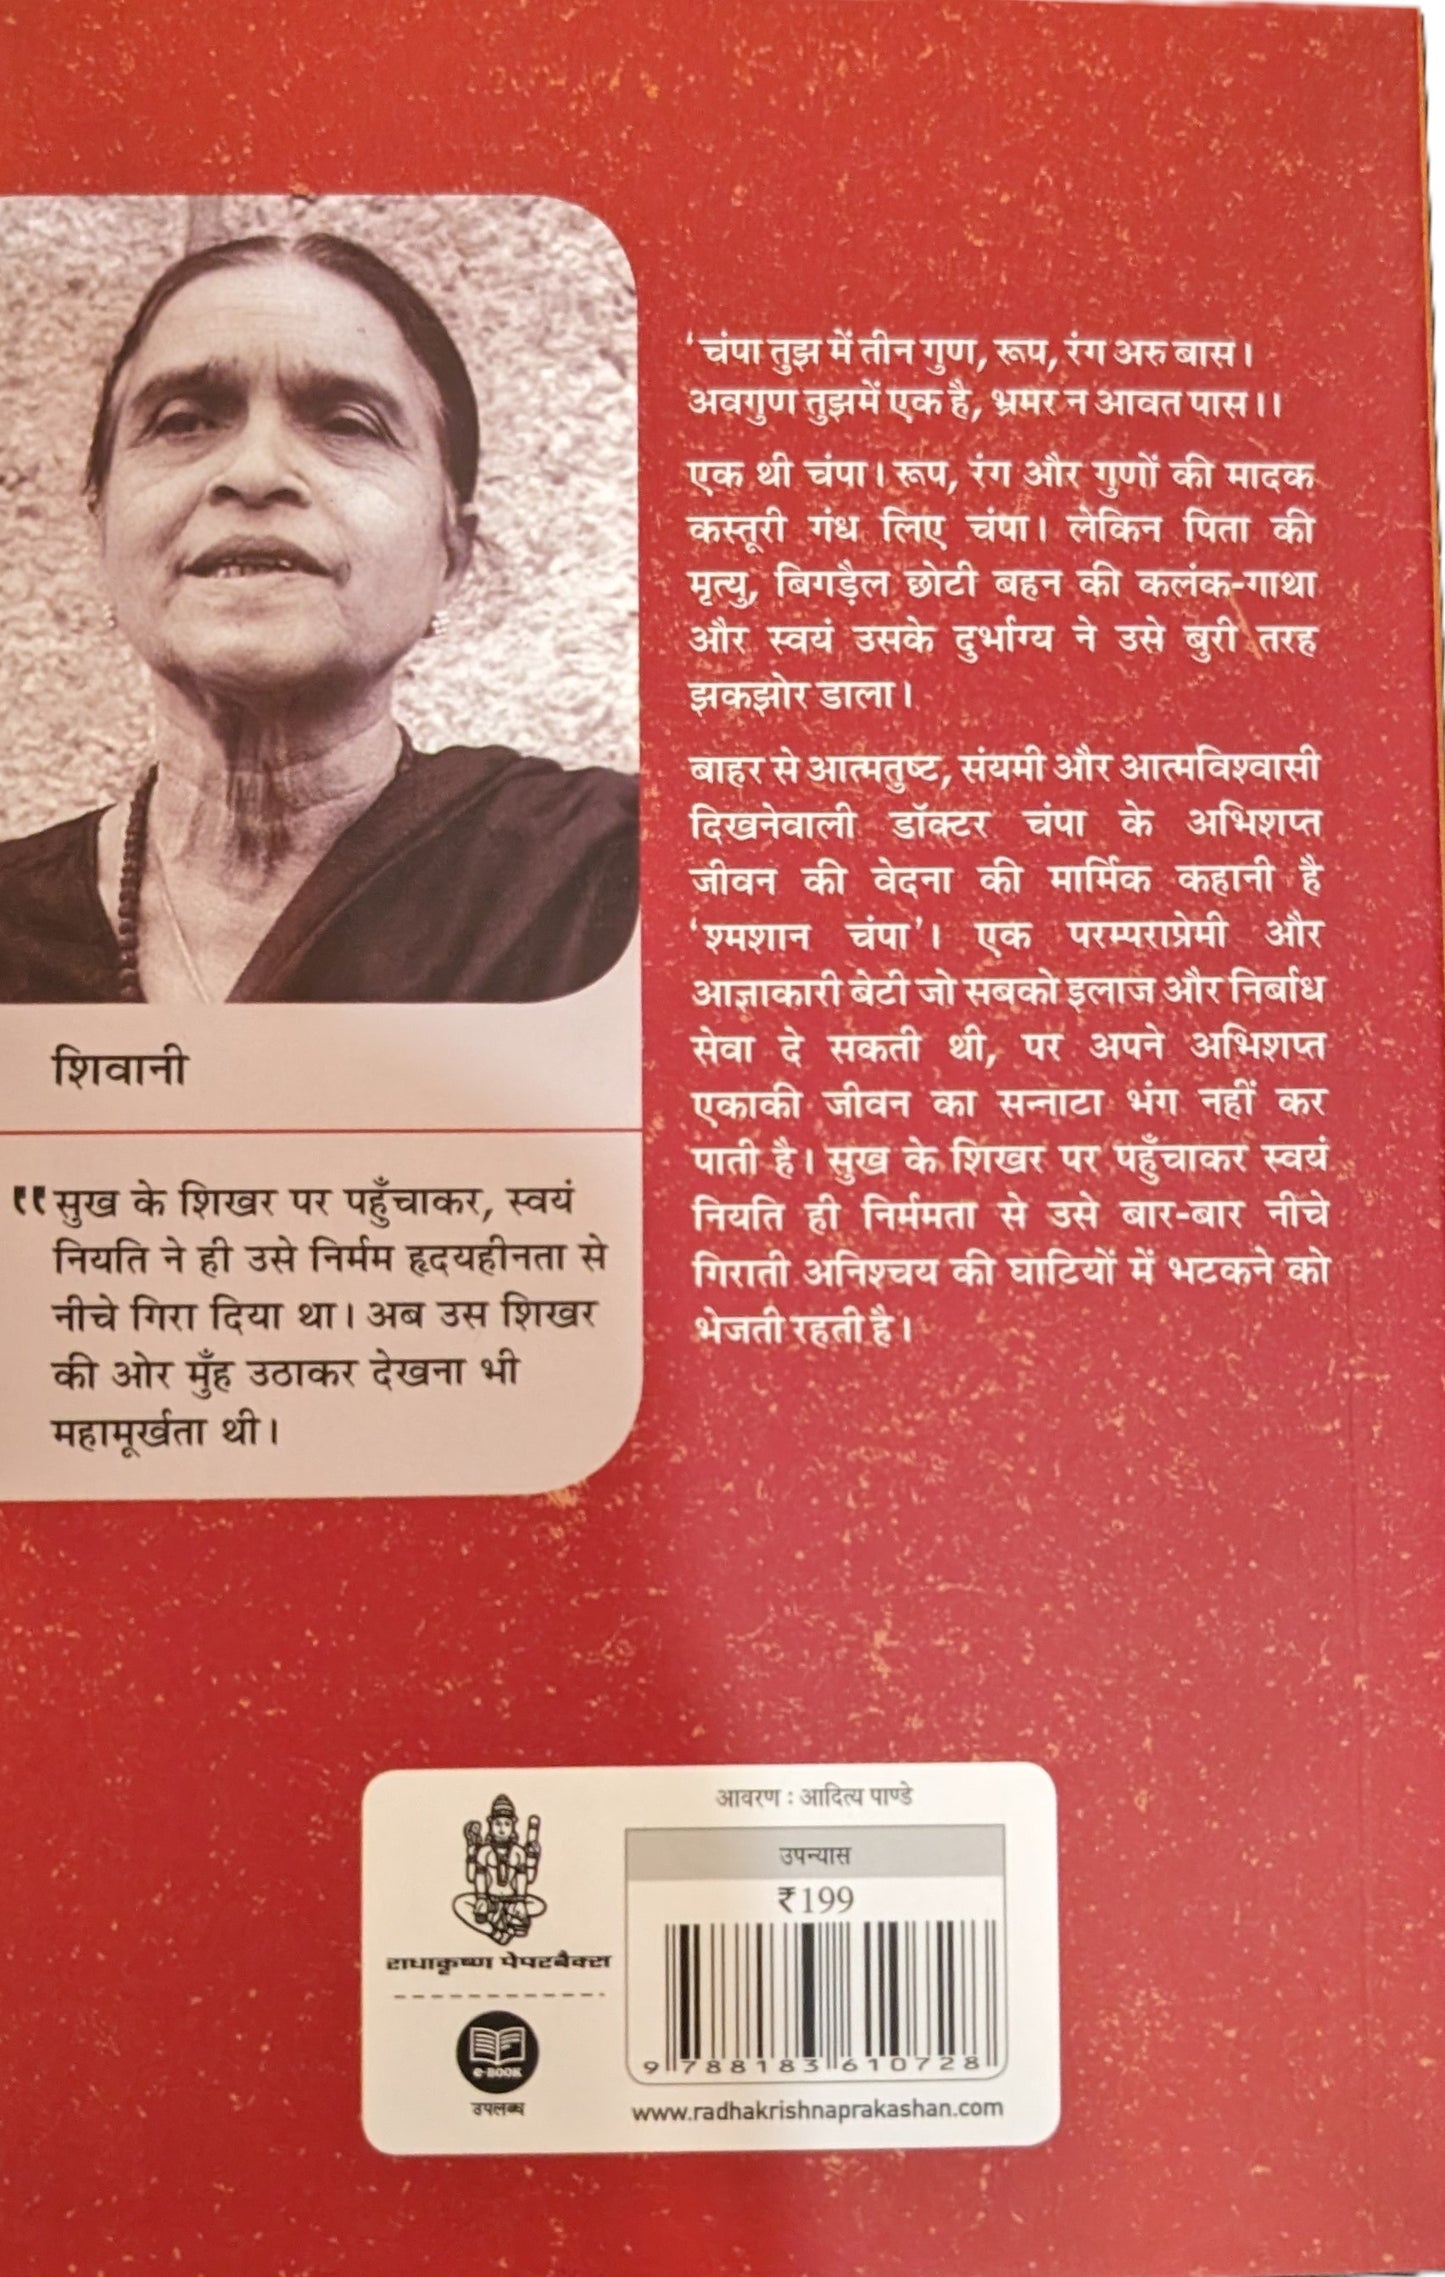 शिवानी
"सुख के शिखर पर पहुँचाकर, स्वयं
नियति ने ही उसे निर्मम हृदयहीनता से
नीचे गिरा दिया था। अब उस शिखर
की ओर मुँह उठाकर देखना भी
महामूर्खता थी।
‘चंपा तुझ में तीन गुण, रूप, रंग अरु बास।
अवगुण तुझमें एक है, भ्रमर न आवत पास।।
एक थी चंपा। रूप, रंग और गुणों की मादक
कस्तूरी गंध लिए चंपा। लेकिन पिता की
मृत्यु, बिगड़ैल छोटी बहन की कलंक-गाथा
और स्वयं उसके दुर्भाग्य ने उसे बुरी तरह
झकझोर डाला।
बाहर से आत्मतुष्ट, संयमी और आत्मविश्वासी
दिखनेवाली डॉक्टर चंपा के अभिशप्त
जीवन की वेदना की मार्मिक कहानी है
‘श्मशान चंपा’। एक परम्पराप्रेमी और
आज्ञाकारी बेटी जो सबको इलाज और निर्बाध
सेवा दे सकती थी, पर अपने अभिशप्त
एकाकी जीवन का सन्नाटा भंग नहीं कर
पाती है। सुख के शिखर पर पहुँचाकर स्वयं
नियति ही निर्ममता से उसे बार-बार नीचे
गिराती अनिश्चय की घाटियों में भटकने को
भेजती रहती है।
राधाकृष्ण पेपरबैक्स
e-BOOK
उपलब्ध
आवरण : आदित्य पाण्डे
उपन्यास
₹199
9 788183 610728
www.radhakrishnaprakashan.com